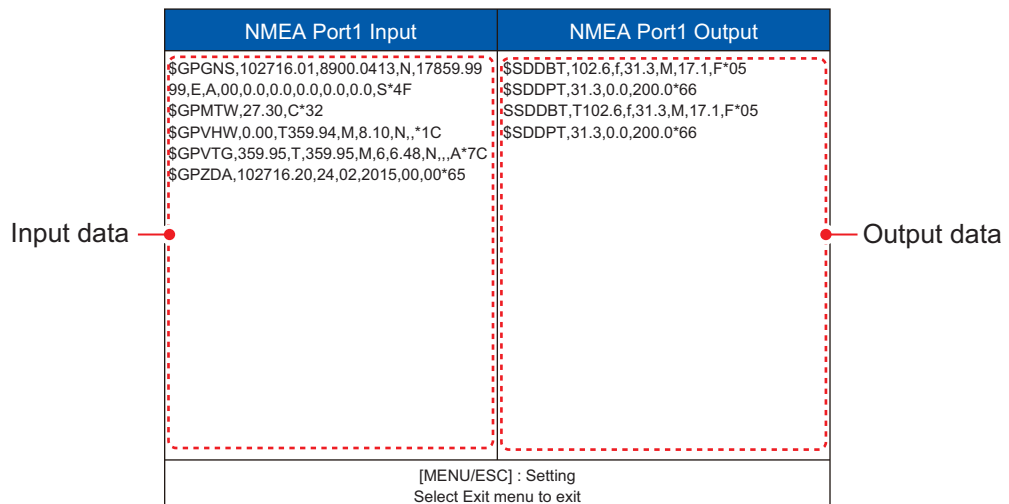 NMEA Port1 Input
NMEA Port1 Output
$GPGNS,102716.01,8900.0413,N,17859.99
99,E,A,00,0.0,0.0,0.0,0.0,0.0,S*4F
$GPMTW,27.30,C*32
$GPVHW,0.00,T359.94,M,8.10,N,,*1C
$GPVTG,359.95,T,359.95,M,6,6.48,N,,,A*7C
$GPZDA,102716.20,24,02,2015,00,00*65
$SDDBT,102.6,f,31.3,M,17.1,F*05
$SDDPT,31.3,0.0,200.0*66
SSDDBT,T102.6,f,31.3,M,17.1,F*05
$SDDPT,31.3,0.0,200.0*66
Input data
Output data
[MENU/ESC] : Setting
Select Exit menu to exit